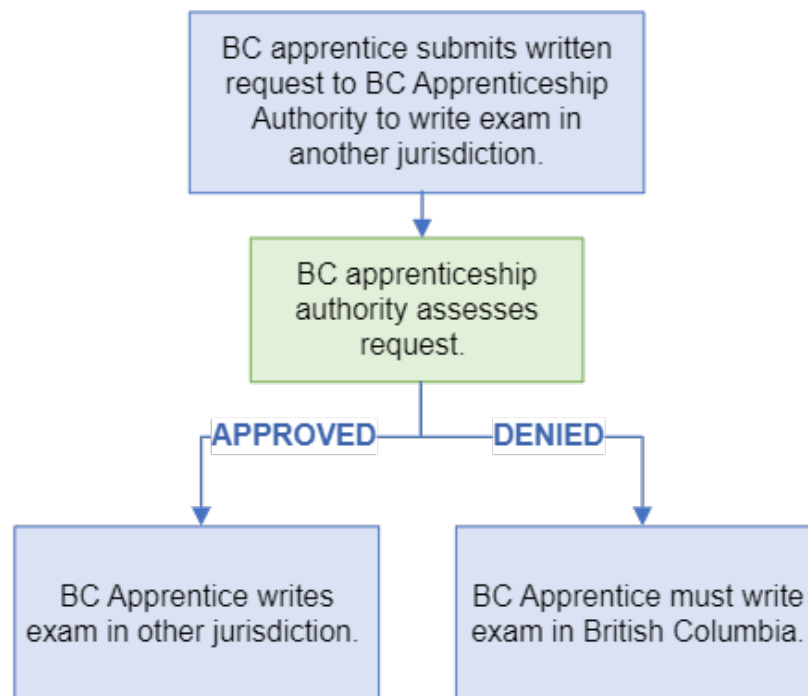 BC apprentice submits written
request to BC Apprenticeship
Authority to write exam in
another jurisdiction.
BC apprenticeship
authority assesses
request.
APPROVED
DENIED
BC Apprentice writes
exam in other jurisdiction.
BC Apprentice must write
exam in British Columbia.